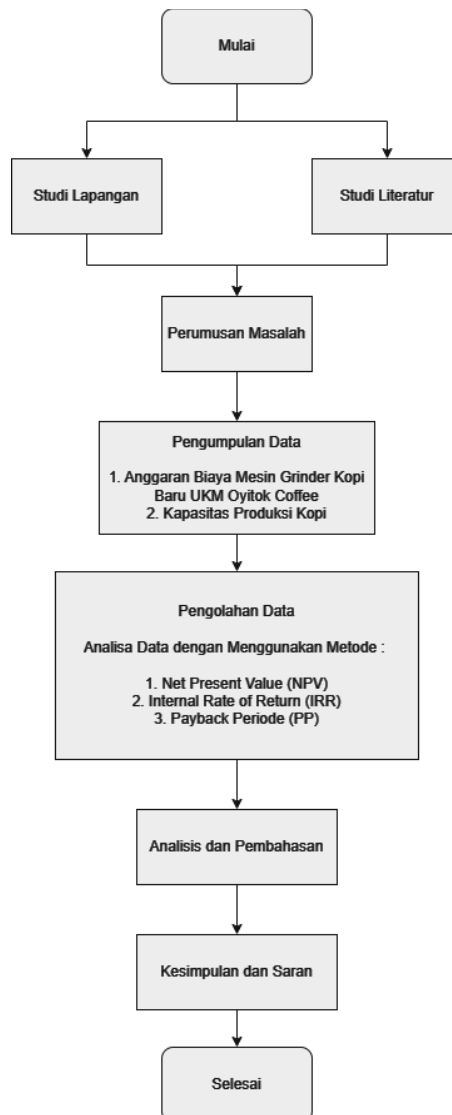 Mulai
Studi Lapangan
Studi Literatur
Perumusan Masalah
Pengumpulan Data
1. Anggaran Biaya Mesin Grinder Kopi
Baru UKM Oyitok Coffee
2. Kapasitas Produksi Kopi
Pengolahan Data
Analisa Data dengan Menggunakan Metode :
1. Net Present Value (NPV)
2. Internal Rate of Return (IRR)
3. Payback Periode (PP)
Analisis dan Pembahasan
Kesimpulan dan Saran
Selesai